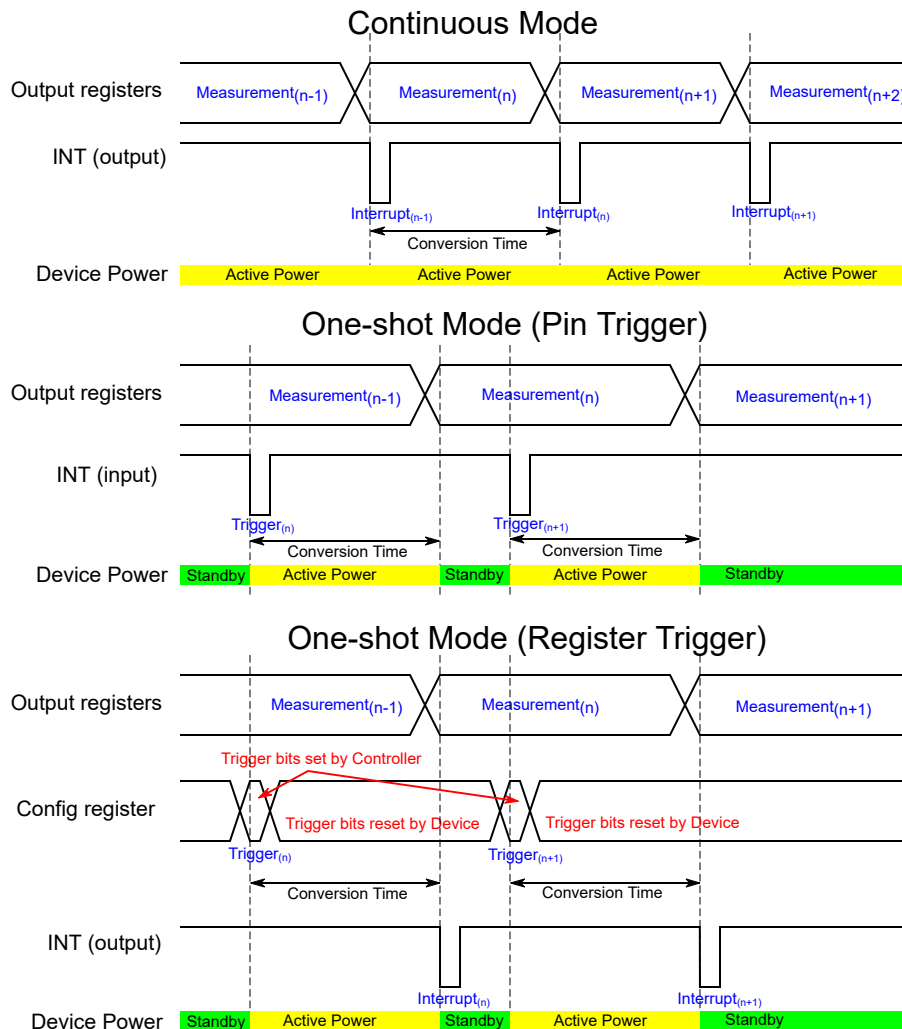 Continuous Mode
Output registers
Measurement(n-1)
Measurement(n)
Measurement(n+1)
Measurement(n+2)
INT (output)
Interrupt(n-1)
Interrupt(n)
Interrupt(n+1)
Conversion Time
Device Power
Active Power
Active Power
Active Power
Active Power
One-shot Mode (Pin Trigger)
Output registers
Measurement(n-1)
Measurement(n)
Measurement(n+1)
INT (input)
Trigger(n)
Trigger(n+1)
Conversion Time
Conversion Time
Device Power
Standby
Active Power
Standby
Active Power
Standby
One-shot Mode (Register Trigger)
Output registers
Measurement(n-1)
Measurement(n)
Measurement(n+1)
Trigger bits set by Controller
Config register
Trigger bits reset by Device
Trigger bits reset by Device
Trigger(n)
Trigger(n+1)
Conversion Time
Conversion Time
INT (output)
Interrupt(n)
Interrupt(n+1)
Device Power
Standby
Active Power
Standby
Active Power
Standby